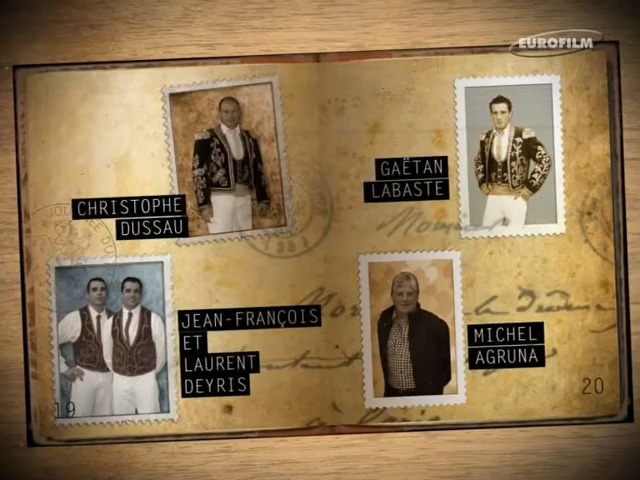 EUROFILM
CHRISTOPHE
DUSSAU
GAËTAN
LABASTE
JEAN-FRANÇOIS
ET
LAURENT
DEYRIS
MICHEL
AGRUNA
19
20